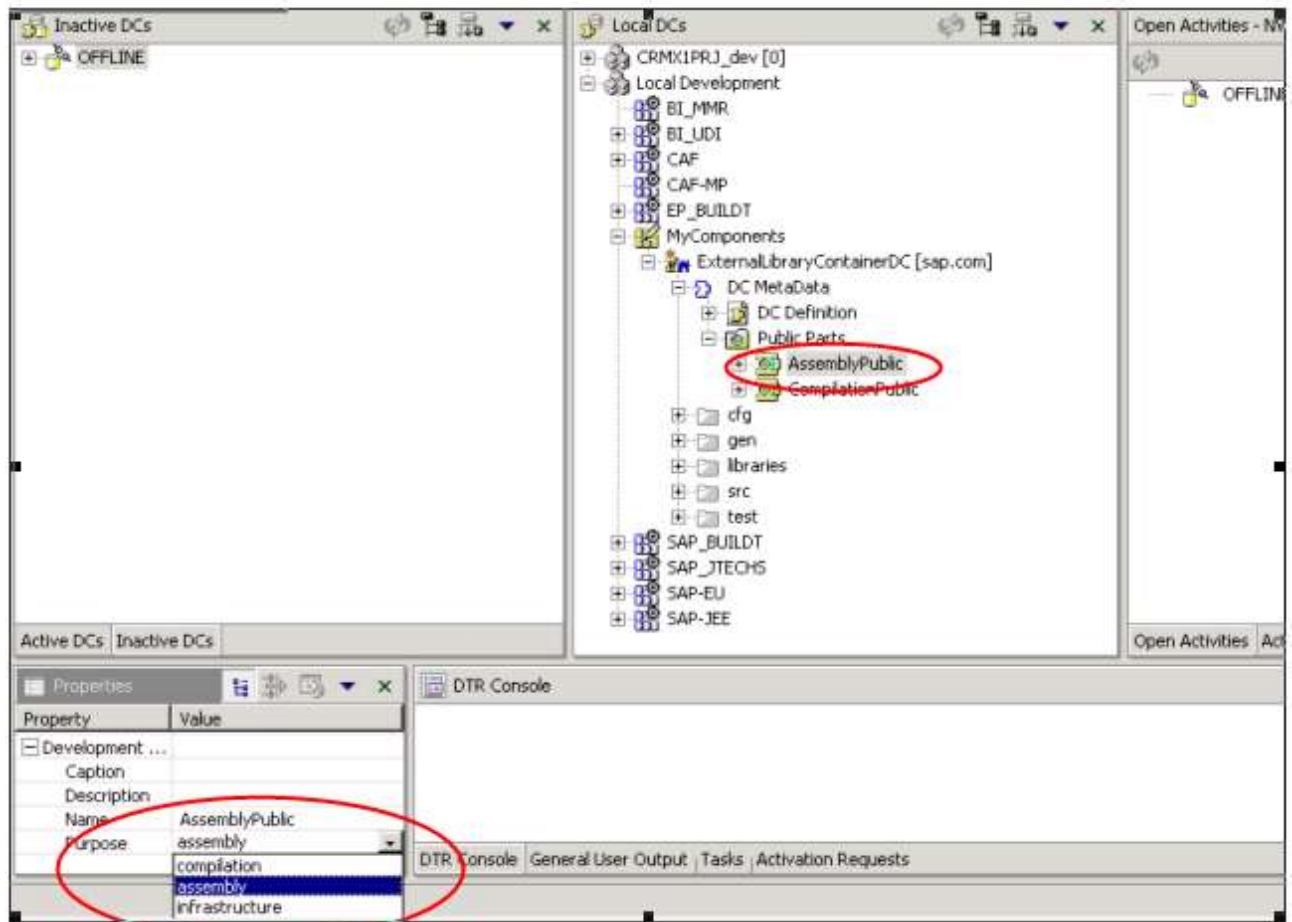 Inactive DCs
OFFLINE
Active DCs Inactive DCs
Local DCs
CRMX1PRJ_dev [0]
Local Development
BI_MMR
BI_UDI
CAF
CAF-MP
EP_BUILDT
MyComponents
ExternalLibraryContainerDC [sap.com]
DC MetaData
DC Definition
Public Parts
AssemblyPublic
CompilationPublic
cfg
gen
libraries
src
test
SAP_BUILDT
SAP_JTECHS
SAP-EU
SAP-JEE
Open Activities -
OFFLINE
Open Activities
Properties
Property Value
Development ...
Caption
Description
Name AssemblyPublic
Purpose assembly
compilation
assembly
infrastructure
DTR Console
DTR Console General User Output Tasks Activation Requests